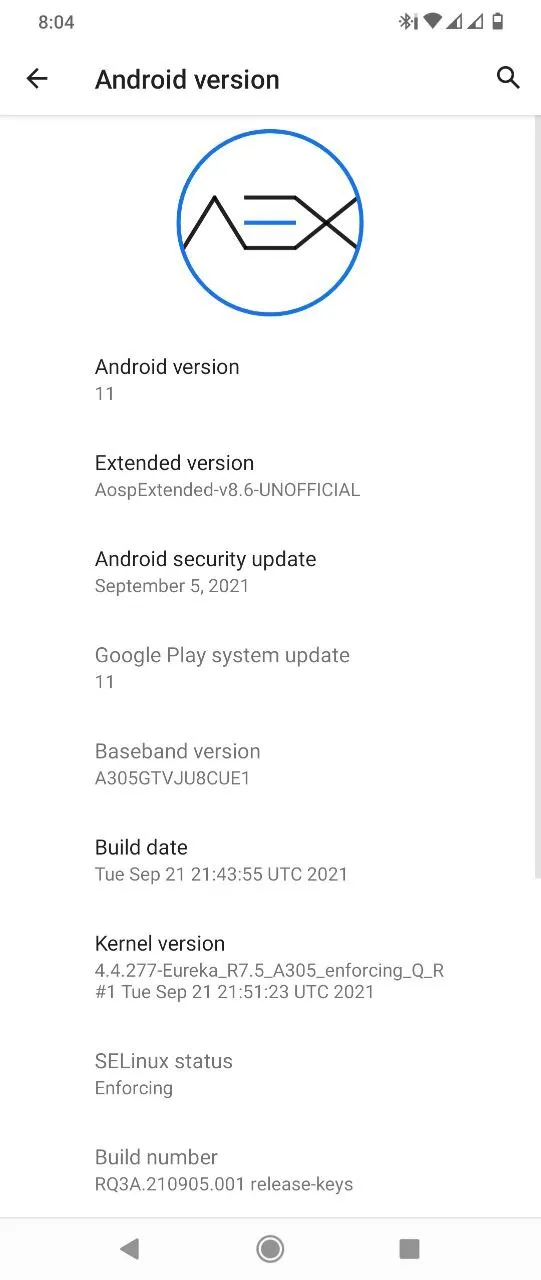 8:04
Android version
AEX
Android version
11
Extended version
AospExtended-v8.6-UNOFFICIAL
Android security update
September 5, 2021
Google Play system update
11
Baseband version
A305GTVJU8CUE1
Build date
Tue Sep 21 21:43:55 UTC 2021
Kernel version
4.4.277-Eureka_R7.5_A305_enforcing_Q_R
#1 Tue Sep 21 21:51:23 UTC 2021
SELinux status
Enforcing
Build number
RQ3A.210905.001 release-keys